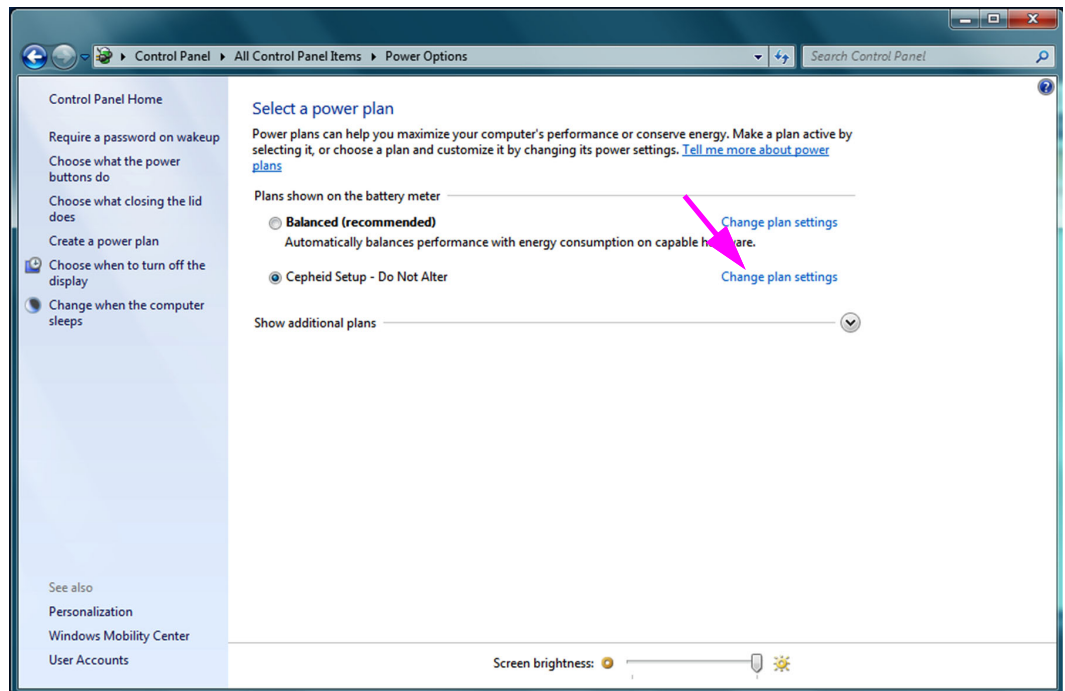 Control Panel ▸ All Control Panel Items ▸ Power Options
Search Control Panel
Control Panel Home
Require a password on wakeup
Choose what the power
buttons do
Choose what closing the lid
does
Create a power plan
Choose when to turn off the
display
Change when the computer
sleeps
See also
Personalization
Windows Mobility Center
User Accounts
Select a power plan
Power plans can help you maximize your computer's performance or conserve energy. Make a plan active by
selecting it, or choose a plan and customize it by changing its power settings. Tell me more about power
plans
Plans shown on the battery meter
Balanced (recommended) Change plan settings
Automatically balances performance with energy consumption on capable hardware.
Cepheid Setup - Do Not Alter Change plan settings
Show additional plans
Screen brightness: